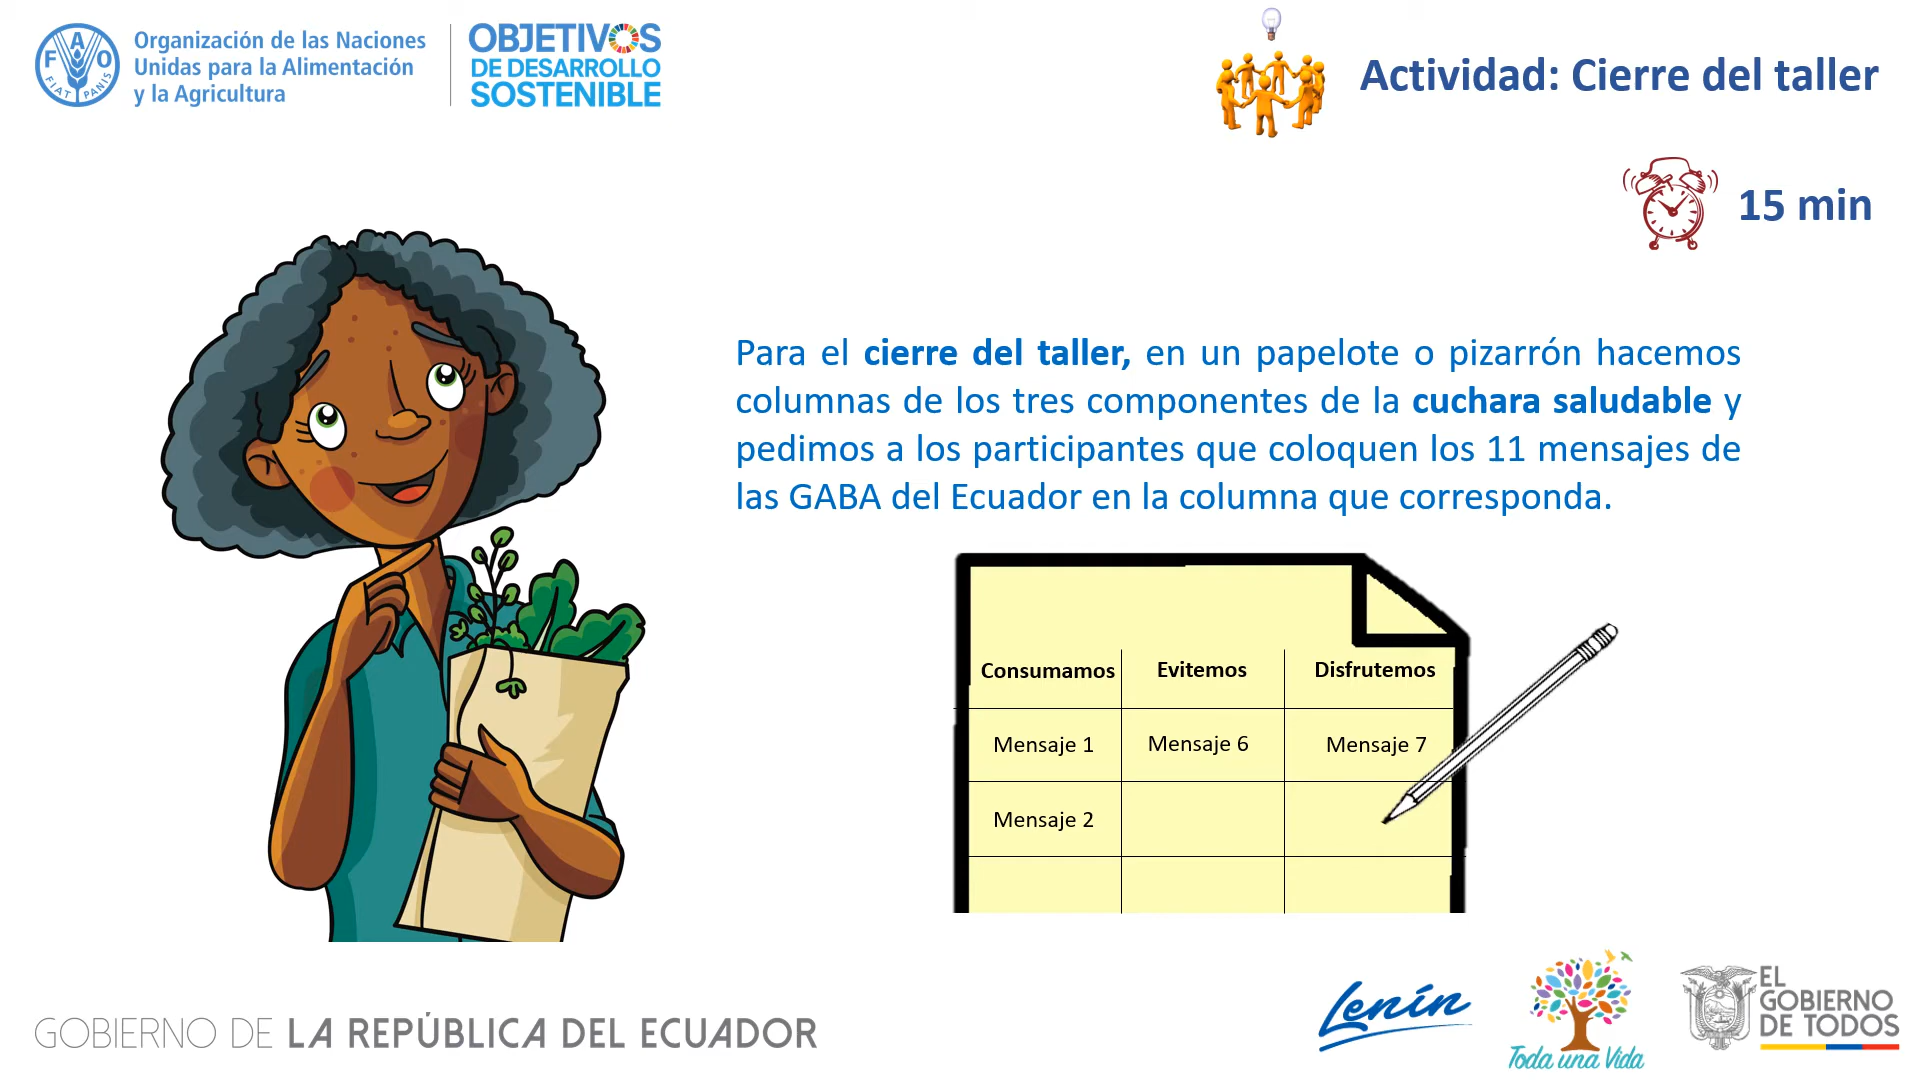 FAO
FIAT PANIS
Organización de las Naciones
Unidas para la Alimentación
y la Agricultura
OBJETIVOS
DE DESARROLLO
SOSTENIBLE
Actividad: Cierre del taller
15 min
Para el cierre del taller, en un papelote o pizarrón hacemos
columnas de los tres componentes de la cuchara saludable y
pedimos a los participantes que coloquen los 11 mensajes de
las GABA del Ecuador en la columna que corresponda.
Consumamos Evitemos Disfrutemos
Mensaje 1 Mensaje 6 Mensaje 7
Mensaje 2
GOBIERNO DE LA REPÚBLICA DEL ECUADOR
Lenín
Toda una Vida
EL
GOBIERNO
DE TODOS